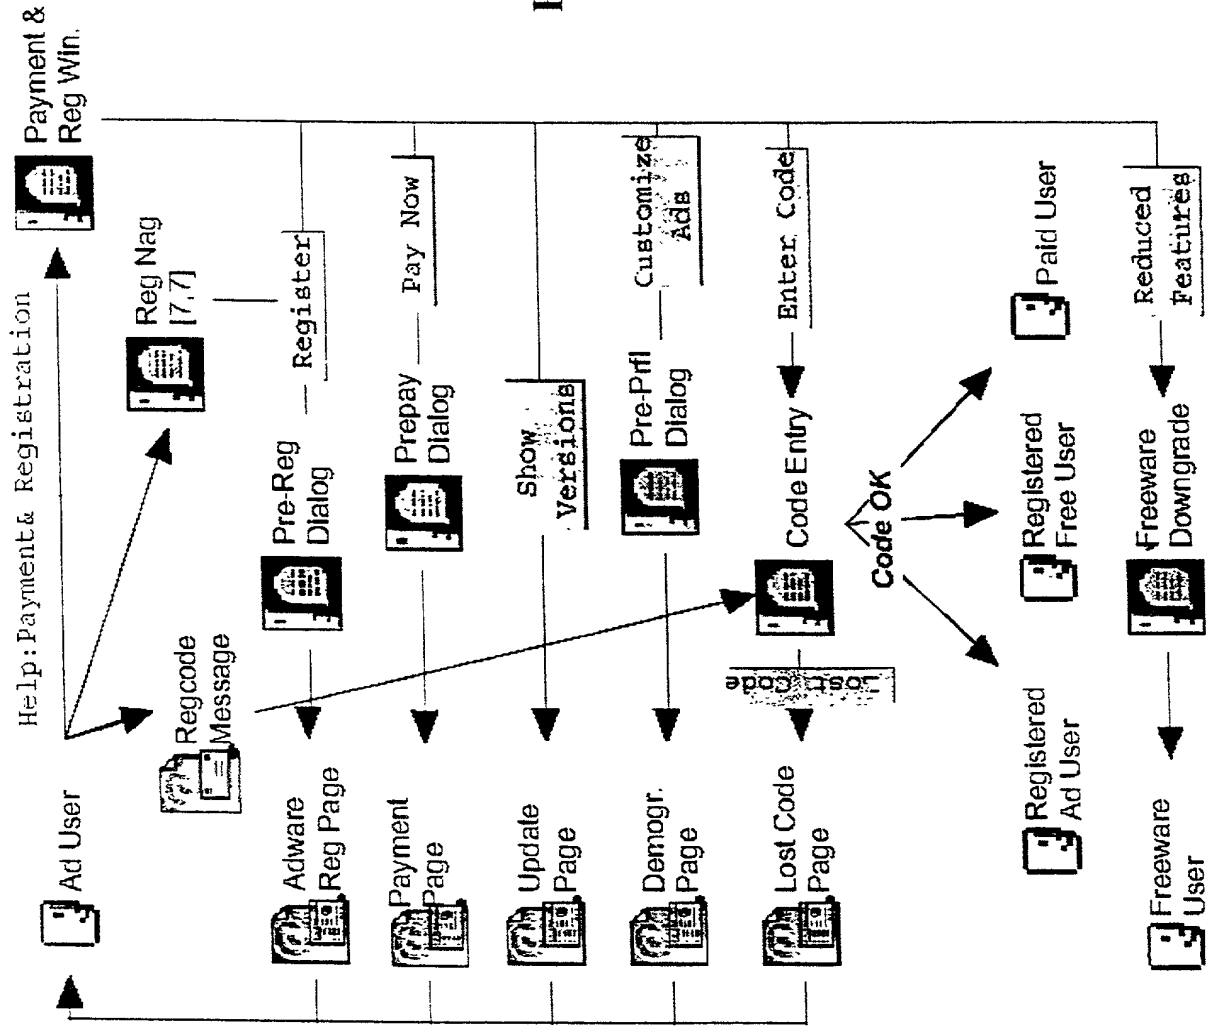 Help:Payment& Registration
Ad User
Payment &
Reg Win.
Regcode
Message
Reg Nag
[7,7]
Adware
Reg Page
Pre-Reg
Dialog
Register
Payment
Page
Prepay
Dialog
Pay Now
Update
Page
Show
Versions
Demogr.
Page
Pre-Prfl
Dialog
Customize
Ads
Lost Code
Page
Lost Code
Code Entry
Enter Code
Code OK
Registered
Ad User
Registered
Free User
Paid User
Freeware
User
Freeware
Downgrade
Reduced
Features